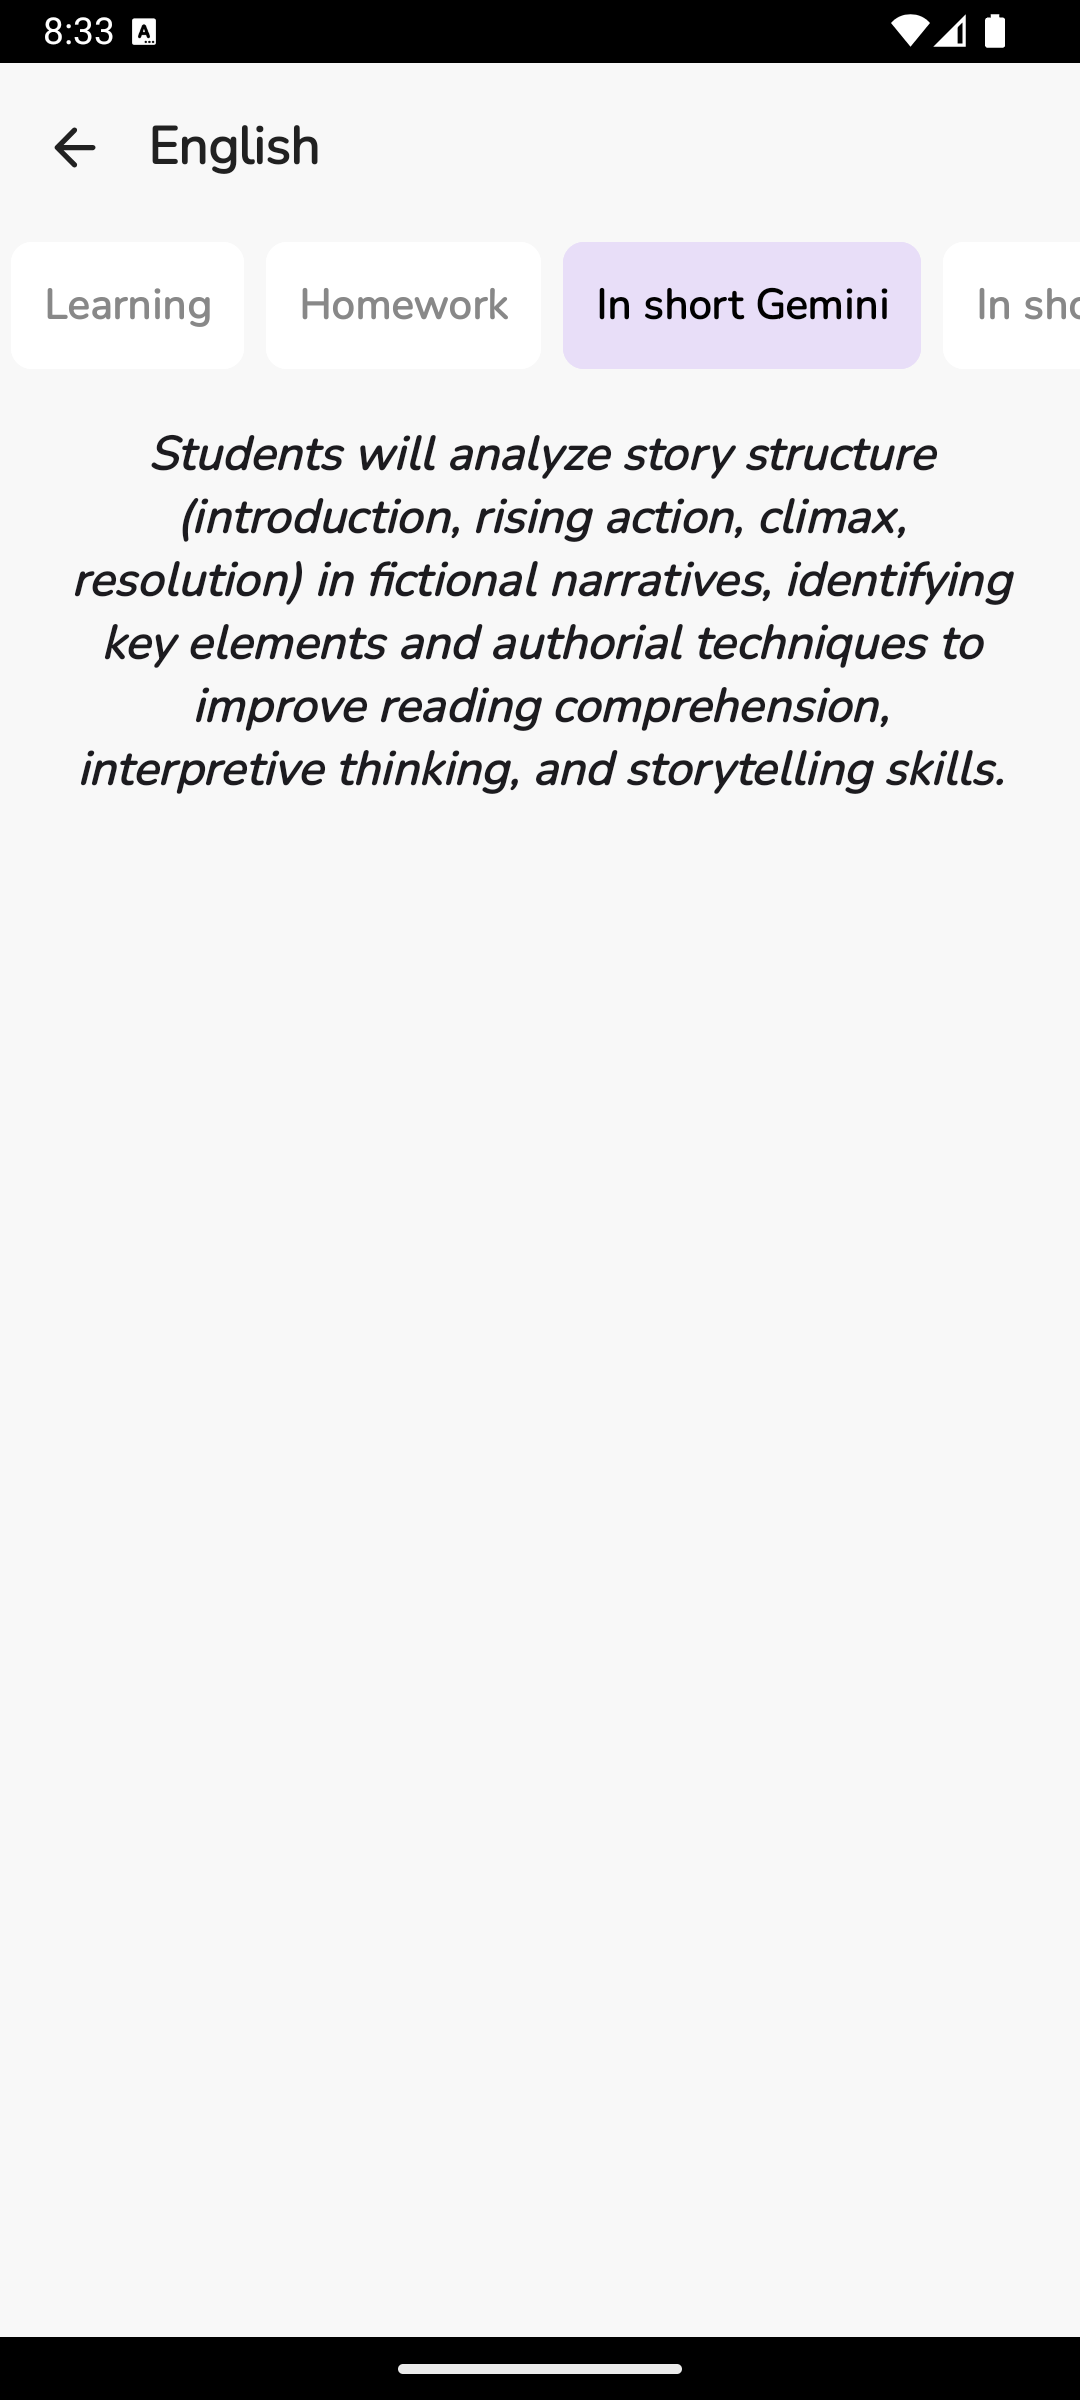 8:33
English
Learning Homework In short Gemini In sho
Students will analyze story structure
(introduction, rising action, climax,
resolution) in fictional narratives, identifying
key elements and authorial techniques to
improve reading comprehension,
interpretive thinking, and storytelling skills.